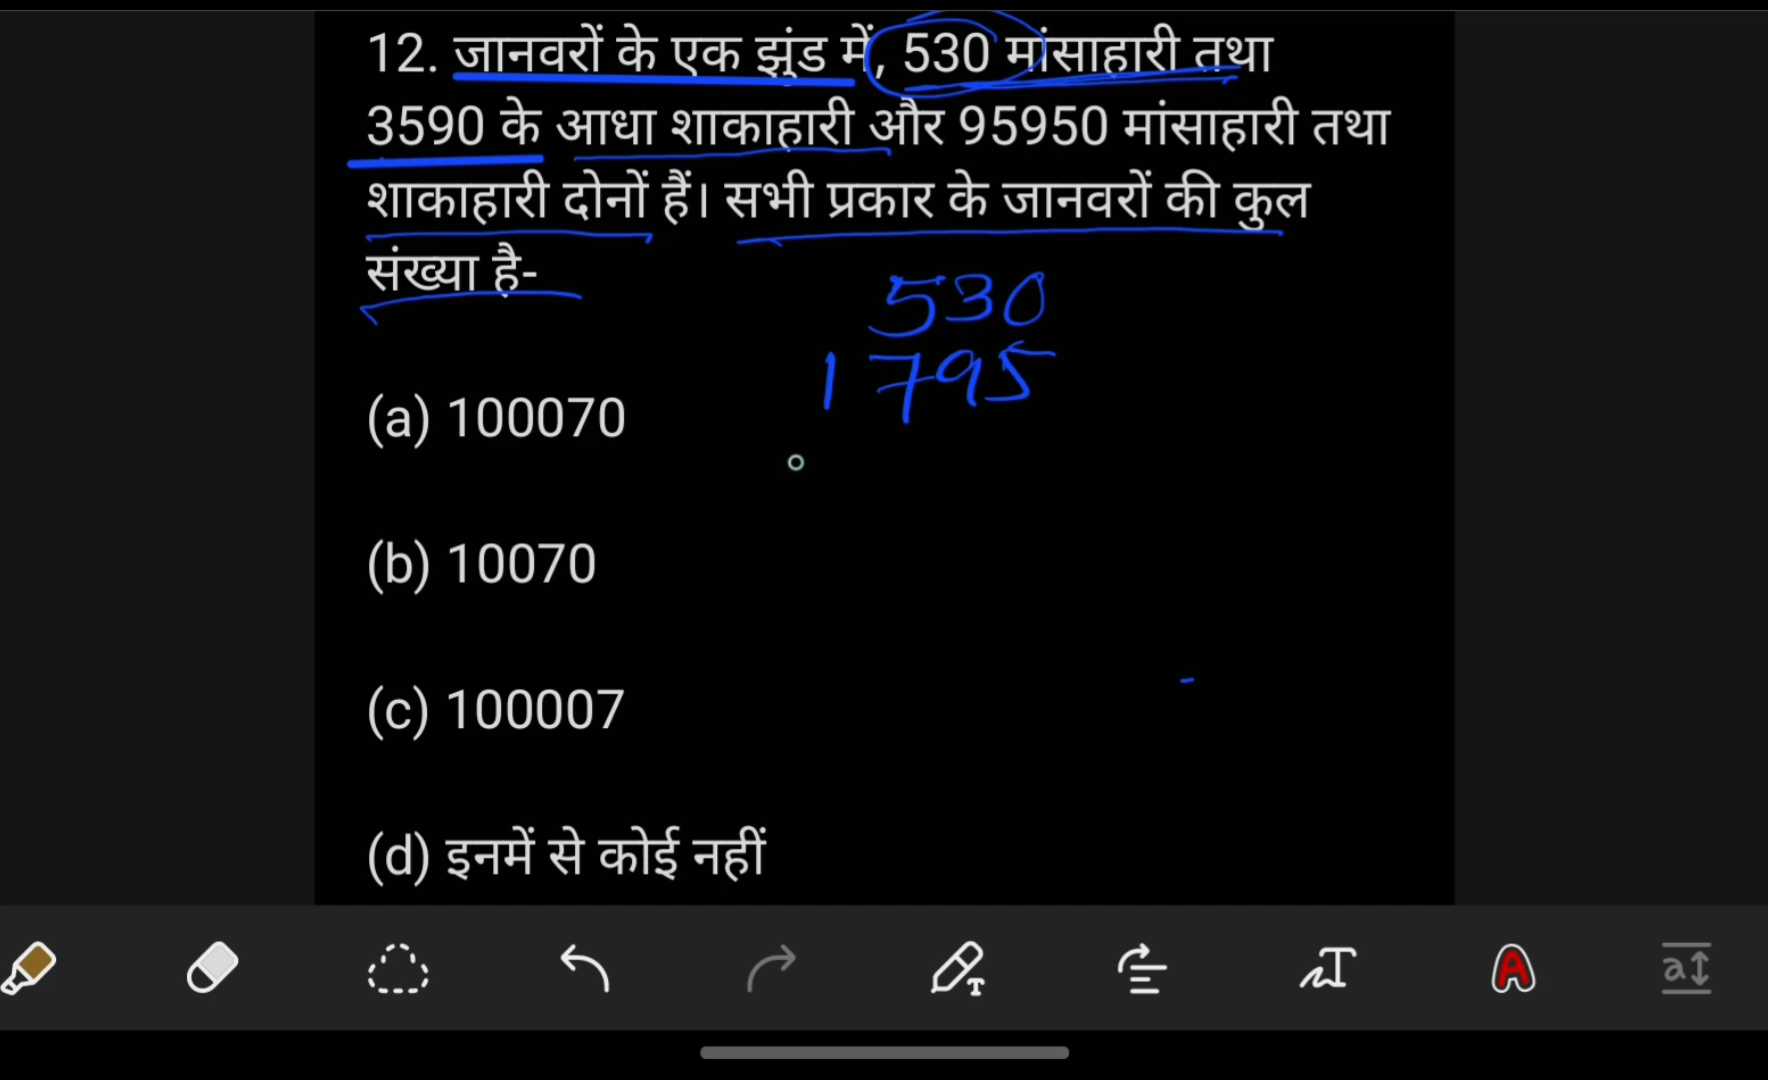 12. जानवरों के एक झुंड में, 530 मांसाहारी तथा
3590 के आधा शाकाहारी और 95950 मांसाहारी तथा
शाकाहारी दोनों हैं। सभी प्रकार के जानवरों की कुल
संख्या है-
530
1795
(a) 100070
(b) 10070
(c) 100007
(d) इनमें से कोई नहीं